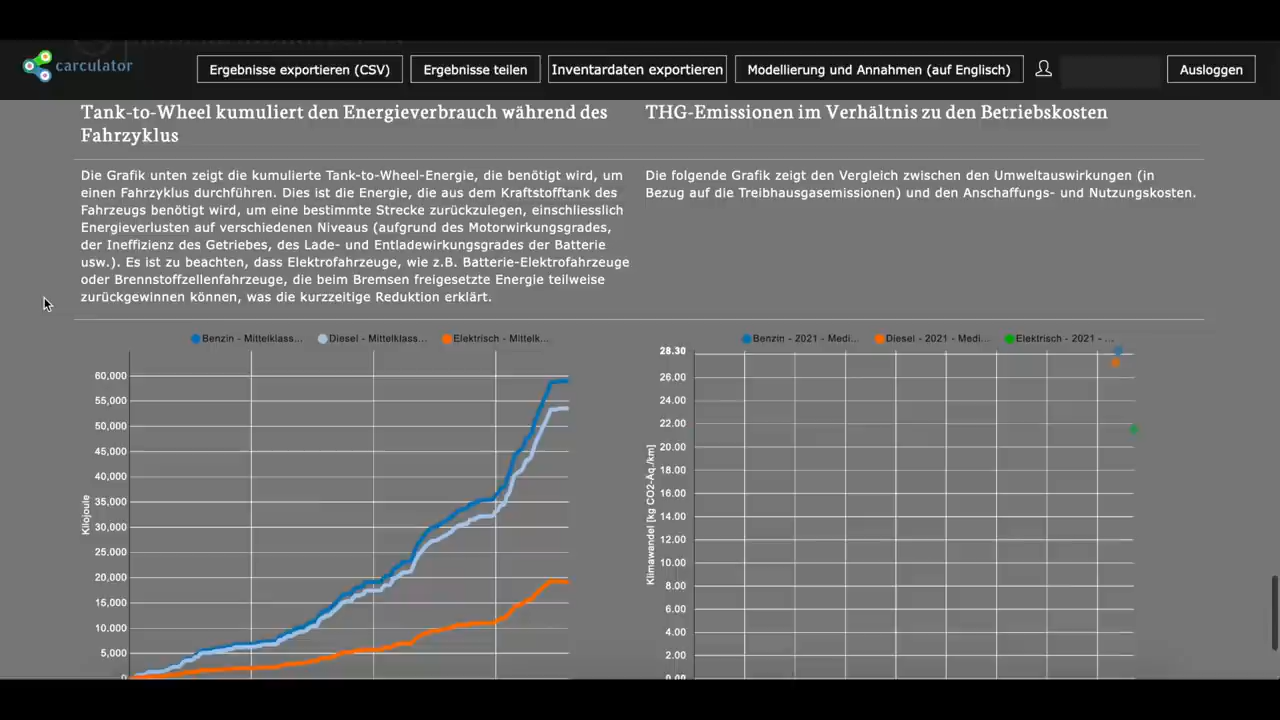 carculator
Ergebnisse exportieren (CSV)
Ergebnisse teilen
Inventardaten exportieren
Modellierung und Annahmen (auf Englisch)
Ausloggen
Tank-to-Wheel kumuliert den Energieverbrauch während des
Fahrzyklus
Die Grafik unten zeigt die kumulierte Tank-to-Wheel-Energie, die benötigt wird, um
einen Fahrzyklus durchführen. Dies ist die Energie, die aus dem Kraftstofftank des
Fahrzeugs benötigt wird, um eine bestimmte Strecke zurückzulegen, einschliesslich
Energieverlusten auf verschiedenen Niveaus (aufgrund des Motorwirkungsgrades,
der Ineffizienz des Getriebes, des Lade- und Entladewirkungsgrades der Batterie
usw.). Es ist zu beachten, dass Elektrofahrzeuge, wie z.B. Batterie-Elektrofahrzeuge
oder Brennstoffzellenfahrzeuge, die beim Bremsen freigesetzte Energie teilweise
zurückgewinnen können, was die kurzzeitige Reduktion erklärt.
Benzin - Mittelklass...
Diesel - Mittelklass...
Elektrisch - Mittelk...
60,000
55,000
50,000
45,000
40,000
35,000
30,000
25,000
20,000
15,000
10,000
5,000
0
Kilojoule
THG-Emissionen im Verhältnis zu den Betriebskosten
Die folgende Grafik zeigt den Vergleich zwischen den Umweltauswirkungen (in
Bezug auf die Treibhausgasemissionen) und den Anschaffungs- und Nutzungskosten.
Benzin - 2021 - Medi...
Diesel - 2021 - Medi...
Elektrisch - 2021 - ...
28.30
26.00
24.00
22.00
20.00
18.00
16.00
14.00
12.00
10.00
8.00
6.00
4.00
2.00
0.00
Klimawandel [kg CO2-Äq./km]